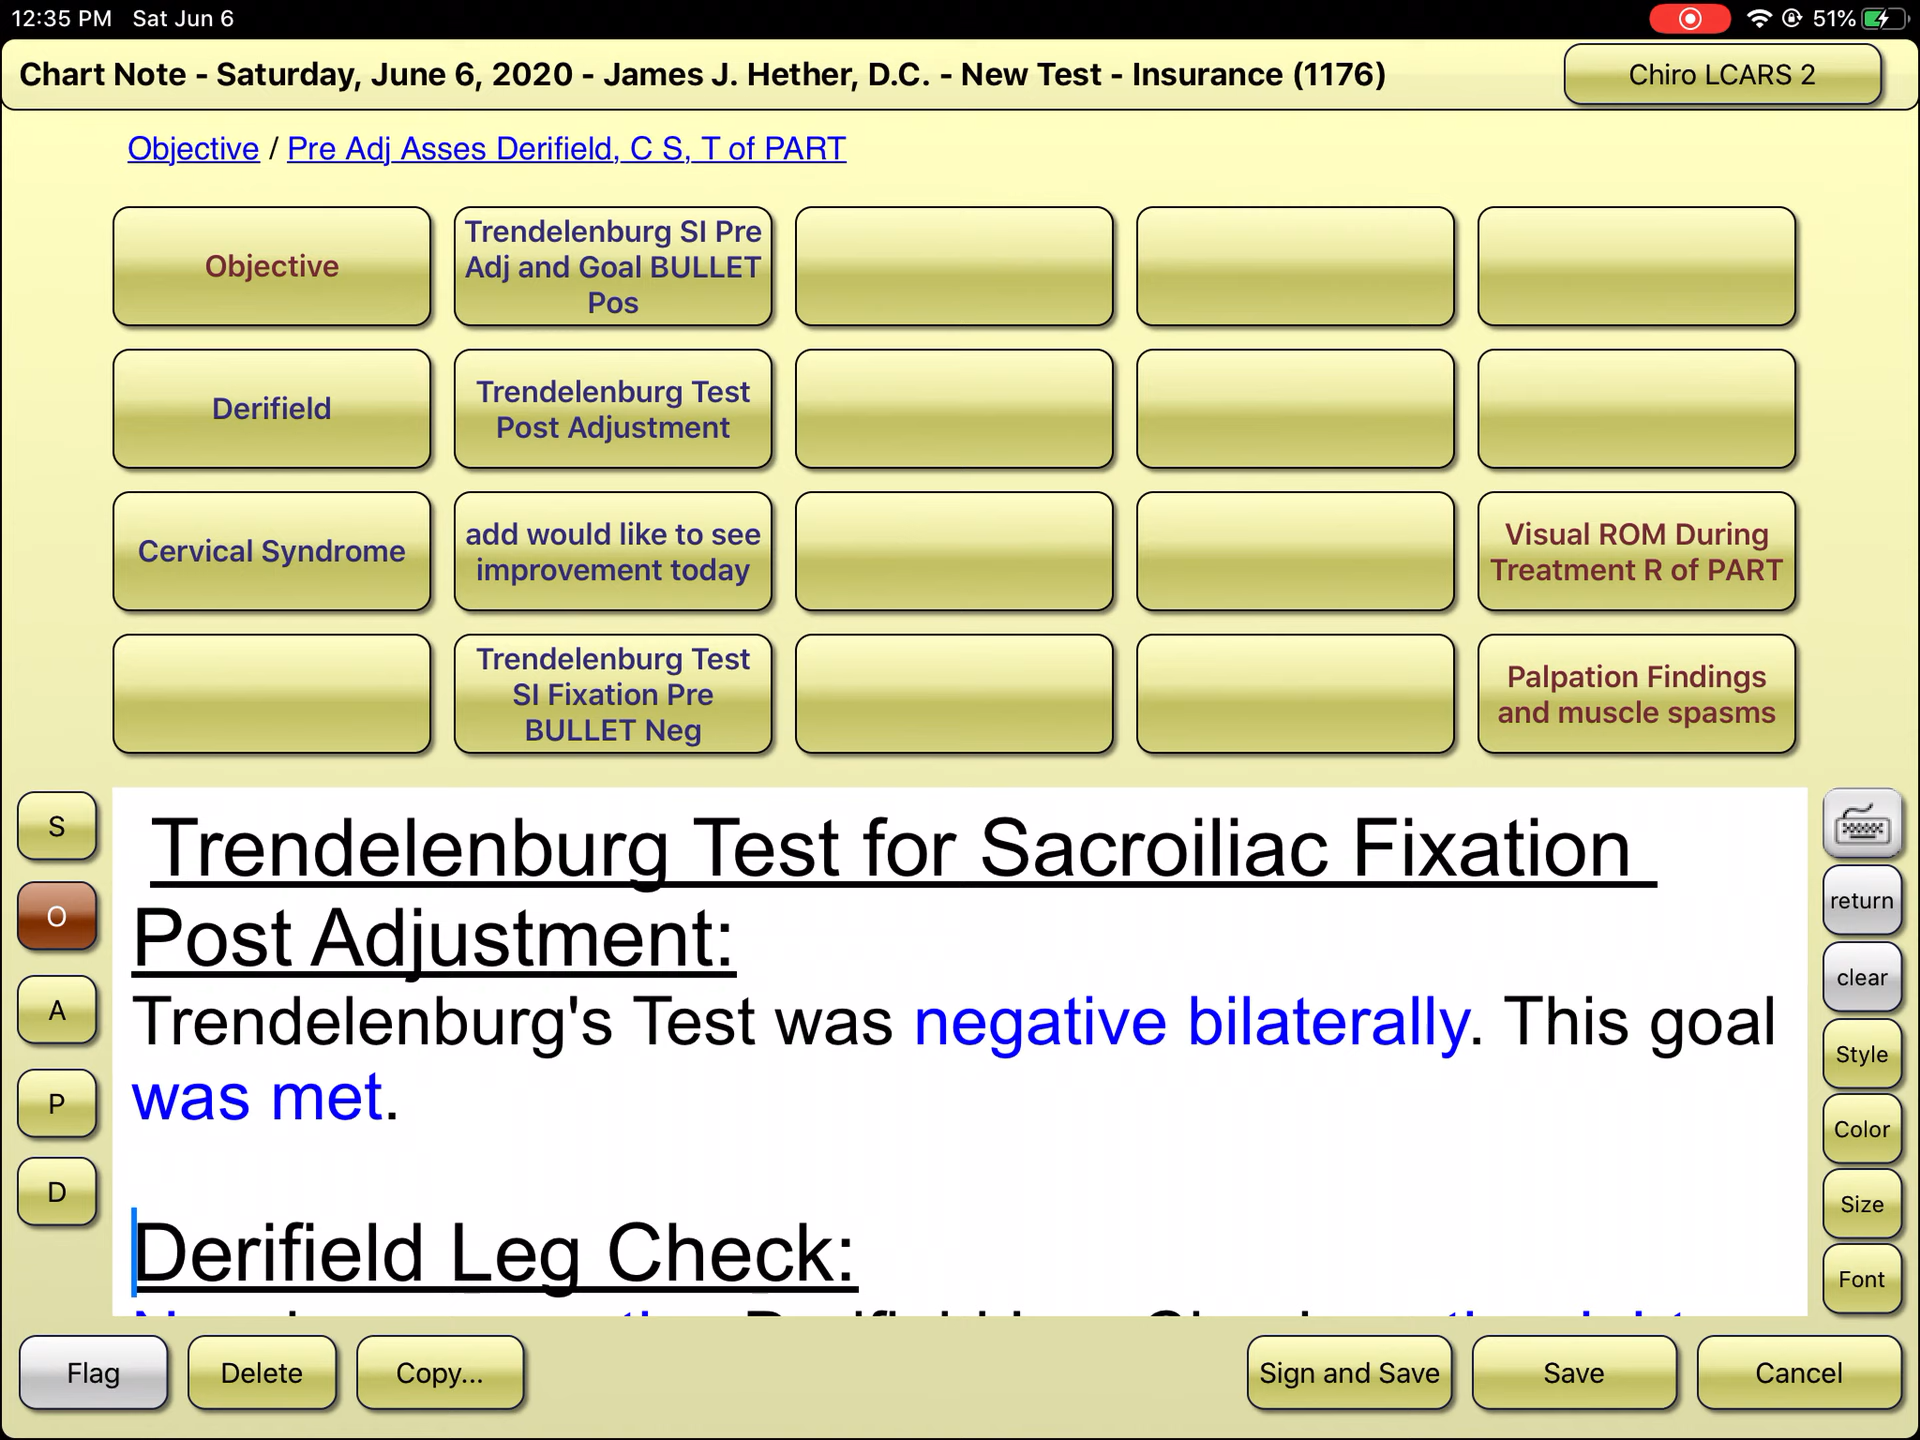 12:35 PM Sat Jun 6 51%
Chart Note - Saturday, June 6, 2020 - James J. Hether, D.C. - New Test - Insurance (1176)
Chiro LCARS 2
Objective / Pre Adj Asses Derifield, C S, T of PART
Objective
Trendelenburg SI Pre
Adj and Goal BULLET
Pos
Derifield
Trendelenburg Test
Post Adjustment
Cervical Syndrome
add would like to see
improvement today
Visual ROM During
Treatment R of PART
Trendelenburg Test
SI Fixation Pre
BULLET Neg
Palpation Findings
and muscle spasms
S
O
A
P
D
Trendelenburg Test for Sacroiliac Fixation
Post Adjustment:
Trendelenburg's Test was negative bilaterally. This goal
was met.
Derifield Leg Check:
return
clear
Style
Color
Size
Font
Flag
Delete
Copy...
Sign and Save
Save
Cancel